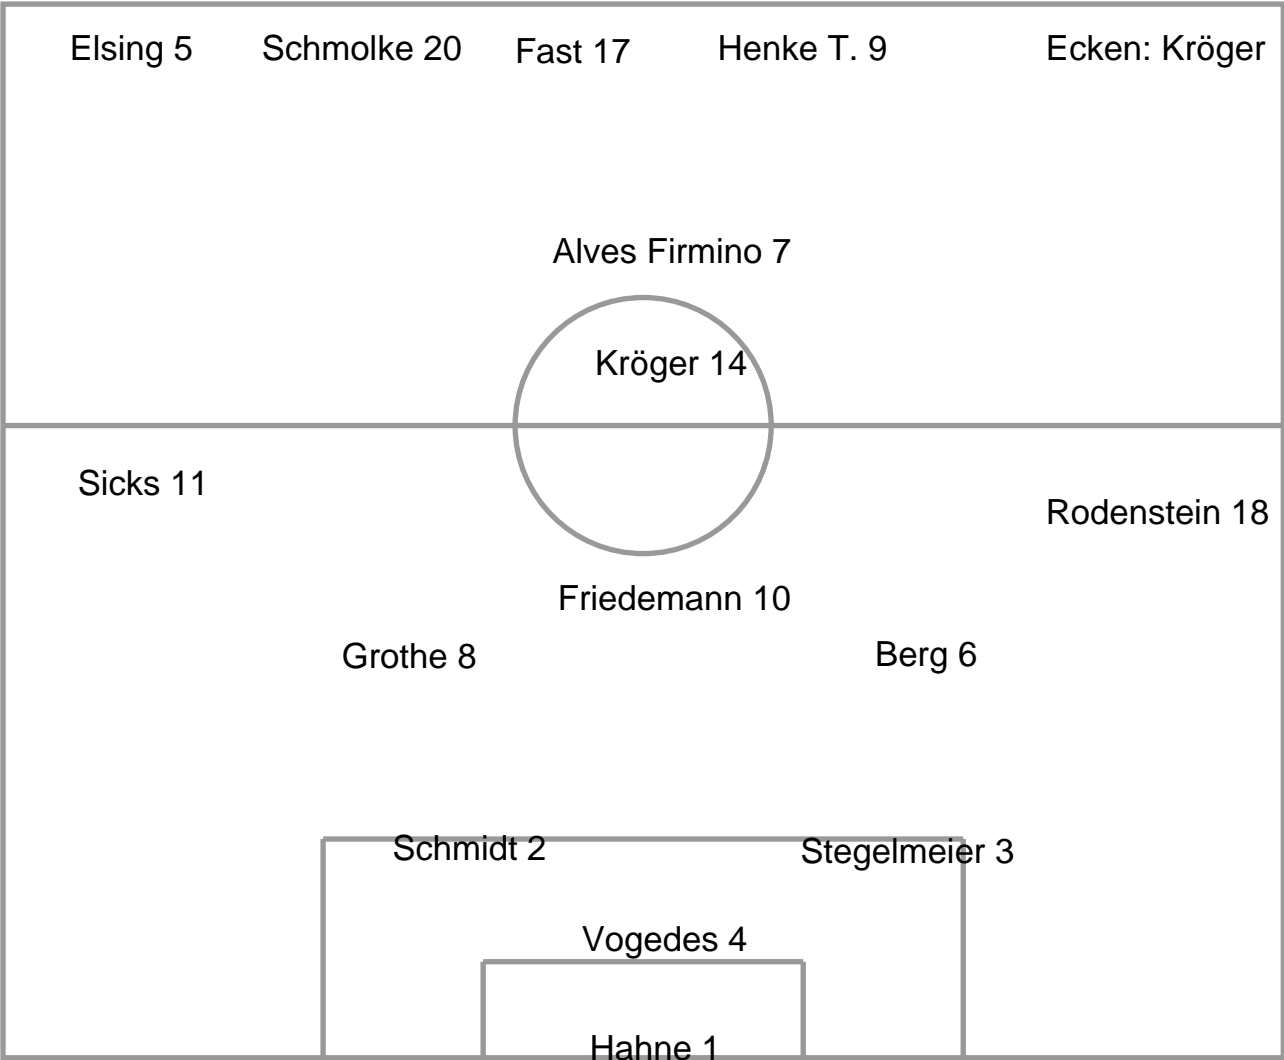 Elsing 5
Schmolke 20
Fast 17
Henke T. 9
Ecken: Kröger
Alves Firmino 7
Kröger 14
Sicks 11
Rodenstein 18
Friedemann 10
Grothe 8
Berg 6
Schmidt 2
Stegelmeier 3
Vogedes 4
Hahne 1